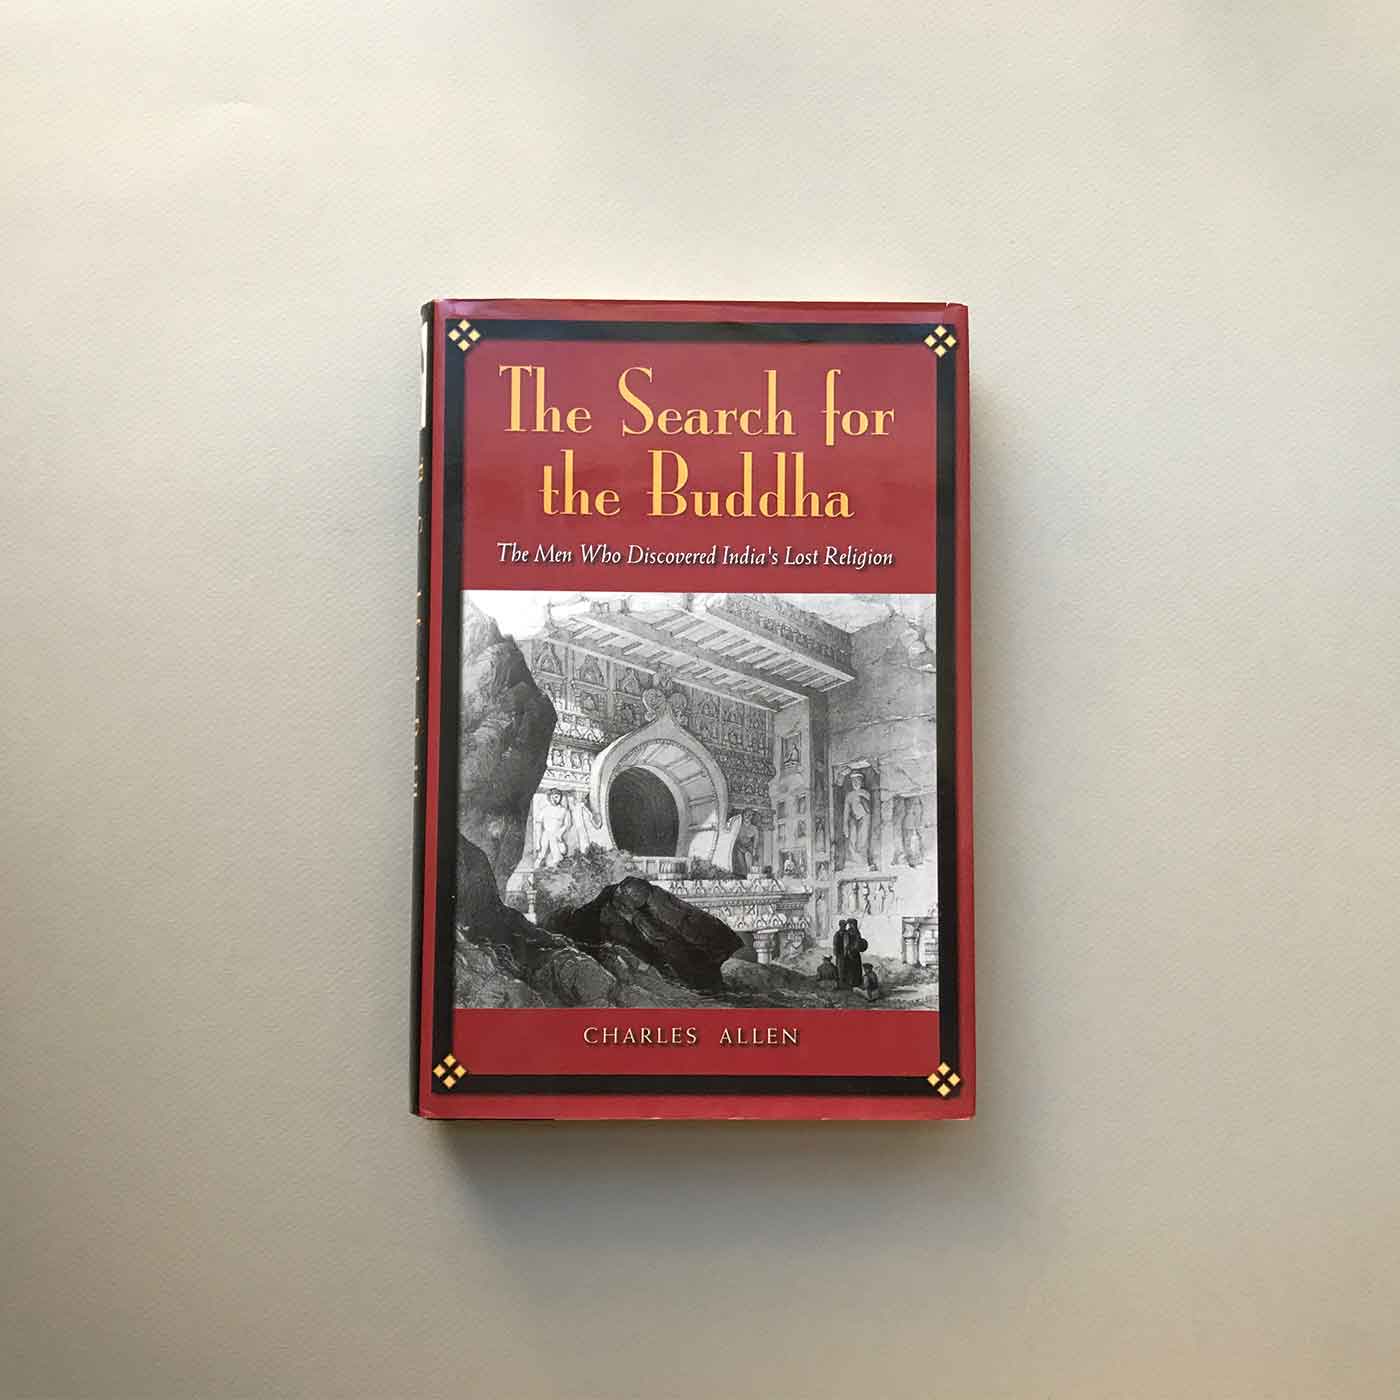 The Search for
the Buddha
The Men Who Discovered India's Lost Religion
CHARLES ALLEN